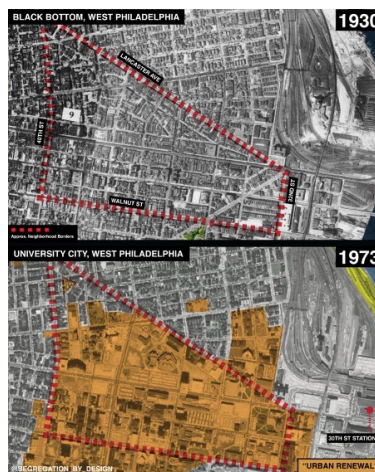 BLACK BOTTOM, WEST PHILADELPHIA
1930
LANCASTER AVE
40TH ST
9
WALNUT ST
32ND ST
Approx. Neighborhood Borders
UNIVERSITY CITY, WEST PHILADELPHIA
1973
30TH ST STATION
@SEGREGATION_BY_DESIGN
"URBAN RENEWAL"